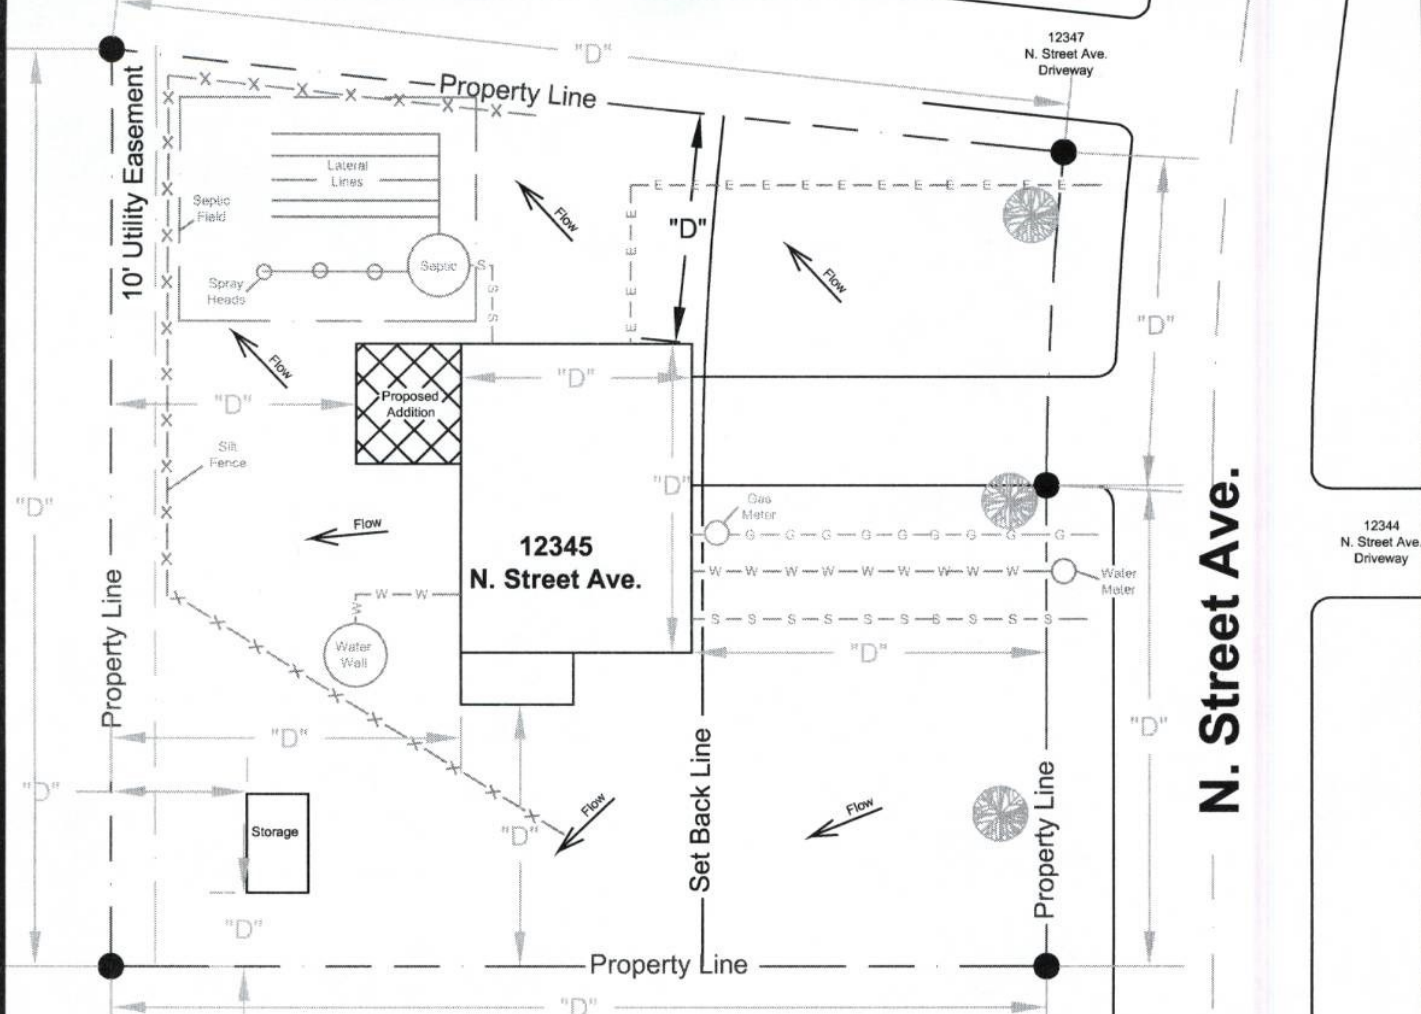 "D"
12347
N. Street Ave.
Driveway
Property Line
10' Utility Easement
Lateral
Lines
E E E E E E E E E E E E
E E E E
Septic
Field
"D"
Flow
Flow
Septic
S
S
S
Spray
Heads
"D"
Flow
"D"
"D"
Proposed
Addition
Silt
Fence
"D"
"D"
Gas
Meter
Flow
G G G G G G G G G
12345
N. Street Ave.
W W W W W W W W W
Water
Meter
W W W
S S S S S S S S S S
Water
Well
"D"
12344
N. Street Ave.
Driveway
N. Street Ave.
Property Line
"D"
"D"
Set Back Line
Property Line
"D"
Storage
"D"
Flow
Flow
"D"
Property Line
"D"
X X X X X X X
X X X X X X X X X X
X X X X X X X X X X